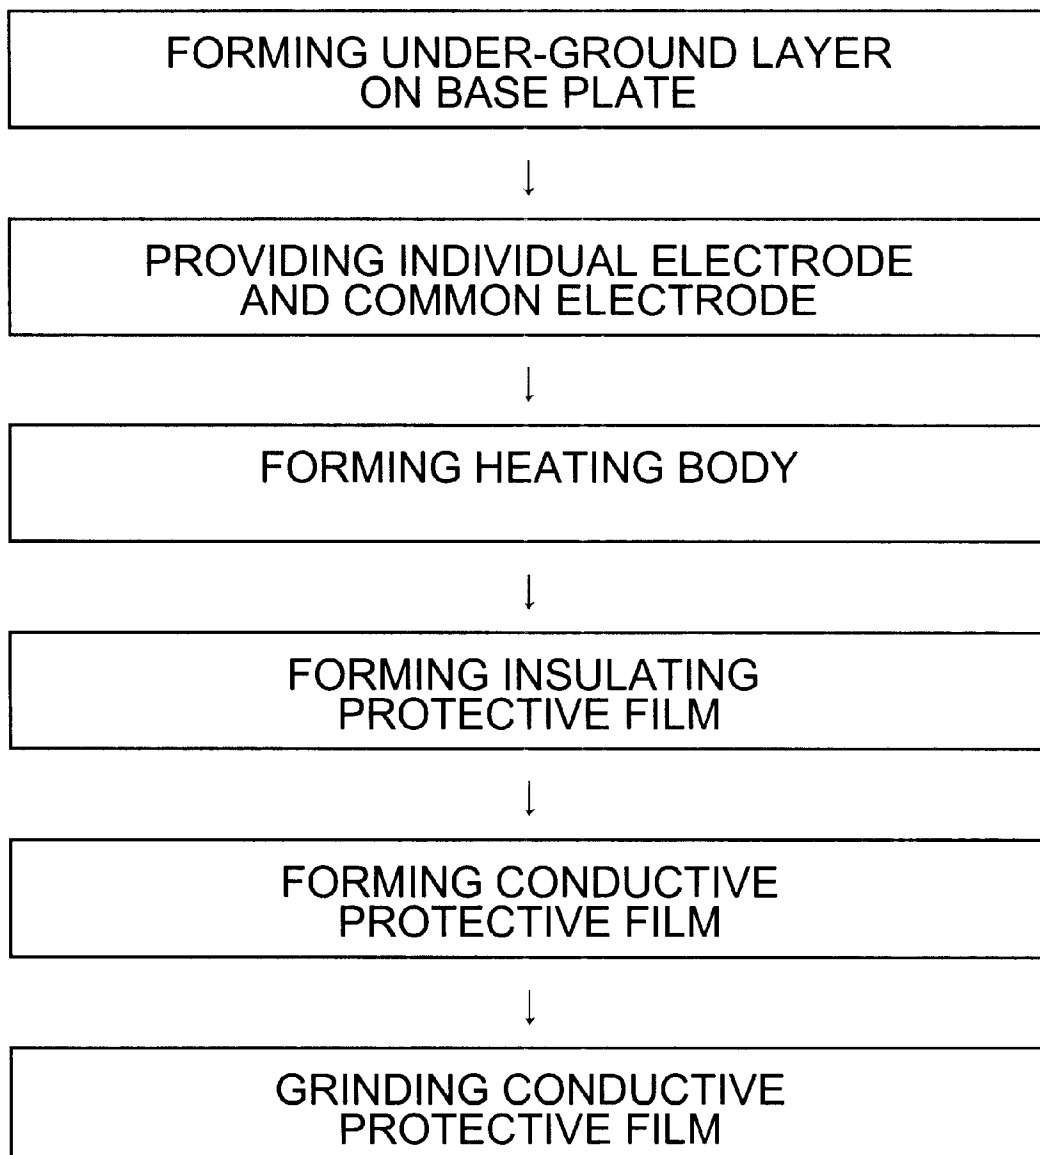 FORMING UNDER-GROUND LAYER
ON BASE PLATE
↓
PROVIDING INDIVIDUAL ELECTRODE
AND COMMON ELECTRODE
↓
FORMING HEATING BODY
↓
FORMING INSULATING
PROTECTIVE FILM
↓
FORMING CONDUCTIVE
PROTECTIVE FILM
↓
GRINDING CONDUCTIVE
PROTECTIVE FILM